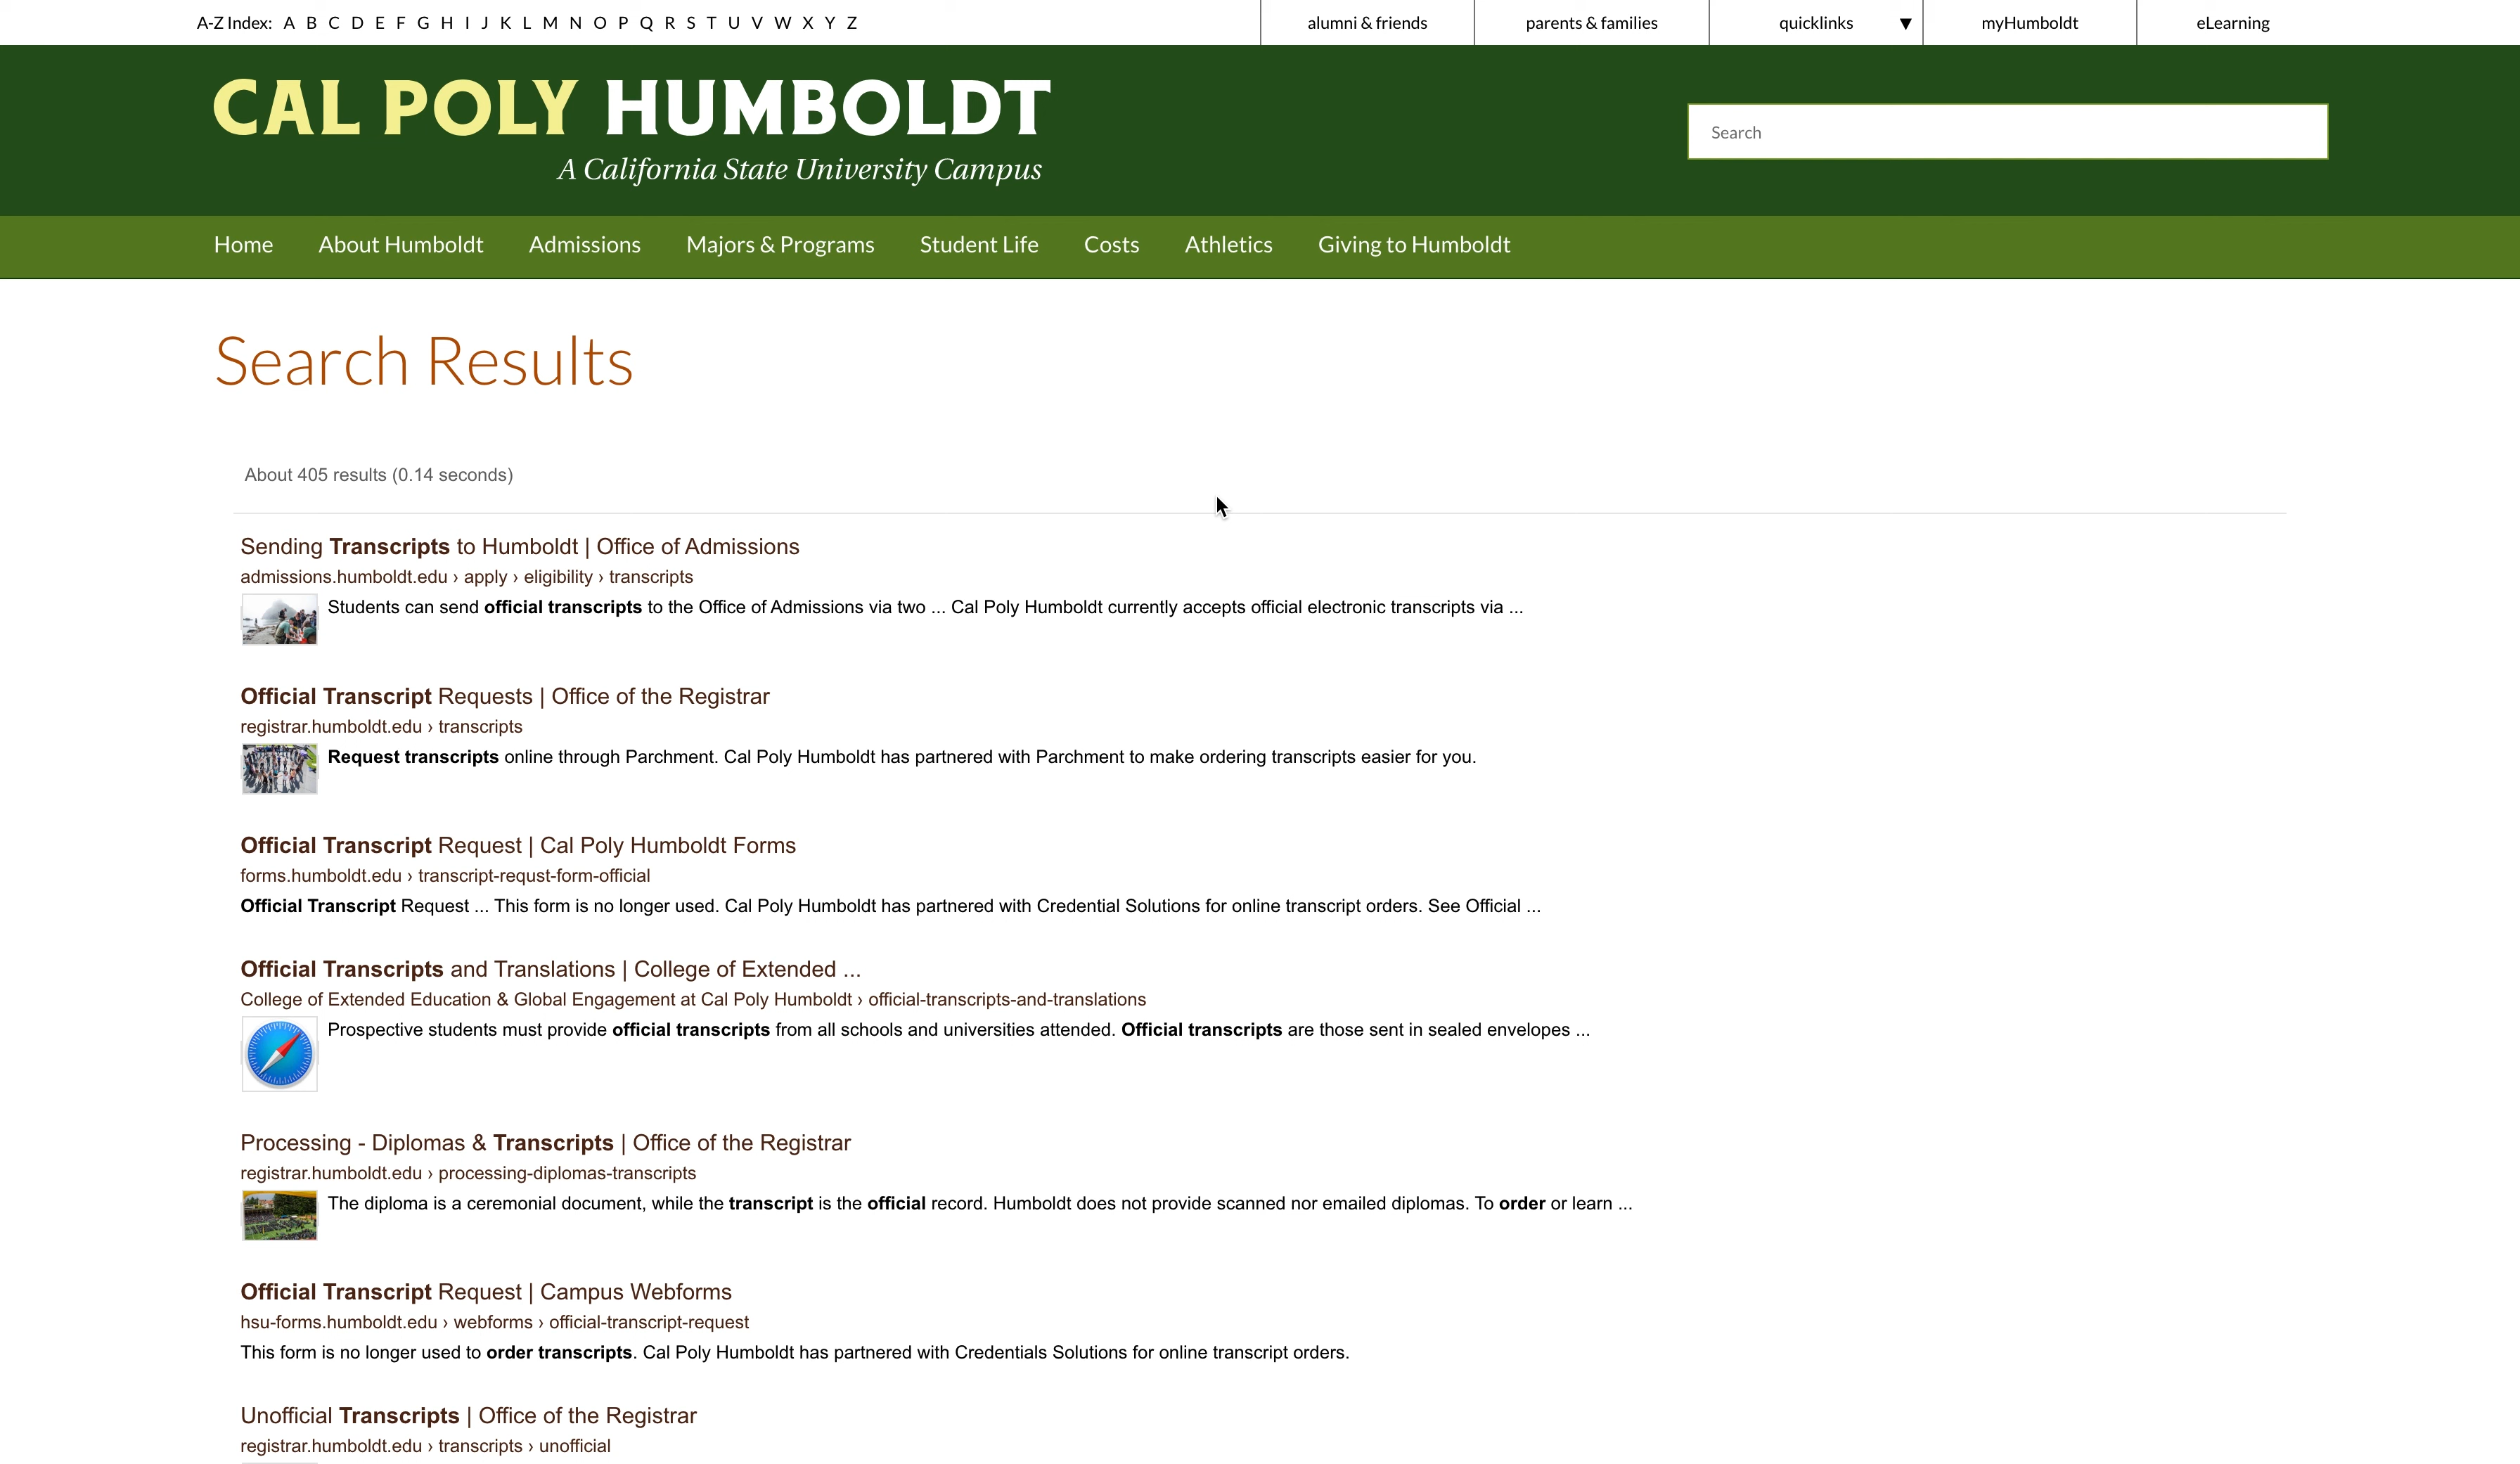 A-Z Index: A B C D E F G H I J K L M N O P Q R S T U V W X Y Z
alumni & friends
parents & families
quicklinks ▼
myHumboldt
eLearning
CAL POLY HUMBOLDT
A California State University Campus
Search
Home About Humboldt Admissions Majors & Programs Student Life Costs Athletics Giving to Humboldt
Search Results
About 405 results (0.14 seconds)
Sending Transcripts to Humboldt | Office of Admissions
admissions.humboldt.edu › apply › eligibility › transcripts
Students can send official transcripts to the Office of Admissions via two ... Cal Poly Humboldt currently accepts official electronic transcripts via ...
Official Transcript Requests | Office of the Registrar
registrar.humboldt.edu › transcripts
Request transcripts online through Parchment. Cal Poly Humboldt has partnered with Parchment to make ordering transcripts easier for you.
Official Transcript Request | Cal Poly Humboldt Forms
forms.humboldt.edu › transcript-requst-form-official
Official Transcript Request ... This form is no longer used. Cal Poly Humboldt has partnered with Credential Solutions for online transcript orders. See Official ...
Official Transcripts and Translations | College of Extended ...
College of Extended Education & Global Engagement at Cal Poly Humboldt › official-transcripts-and-translations
Prospective students must provide official transcripts from all schools and universities attended. Official transcripts are those sent in sealed envelopes ...
Processing - Diplomas & Transcripts | Office of the Registrar
registrar.humboldt.edu › processing-diplomas-transcripts
The diploma is a ceremonial document, while the transcript is the official record. Humboldt does not provide scanned nor emailed diplomas. To order or learn ...
Official Transcript Request | Campus Webforms
hsu-forms.humboldt.edu › webforms › official-transcript-request
This form is no longer used to order transcripts. Cal Poly Humboldt has partnered with Credentials Solutions for online transcript orders.
Unofficial Transcripts | Office of the Registrar
registrar.humboldt.edu › transcripts › unofficial